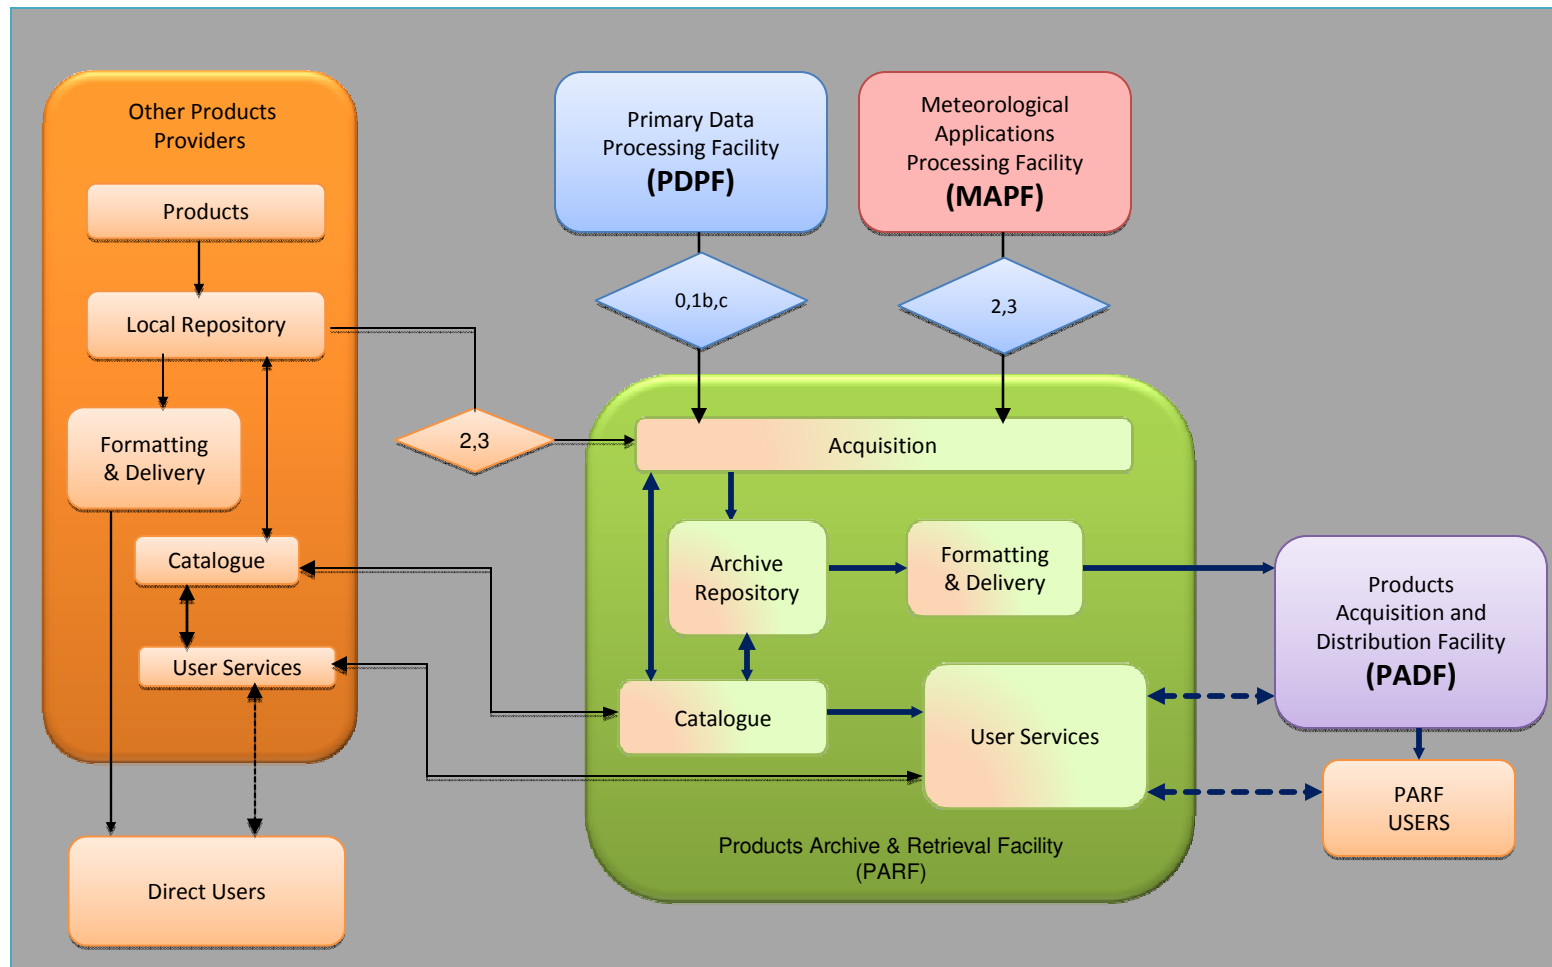 Other Products
Providers
Products
Local Repository
Formatting
& Delivery
Catalogue
User Services
Direct Users
2,3
Primary Data
Processing Facility
(PDPF)
0,1b,c
Meteorological
Applications
Processing Facility
(MAPF)
2,3
Acquisition
Archive
Repository
Formatting
& Delivery
Catalogue
User Services
Products Archive & Retrieval Facility
(PARF)
Products
Acquisition and
Distribution Facility
(PADF)
PARF
USERS